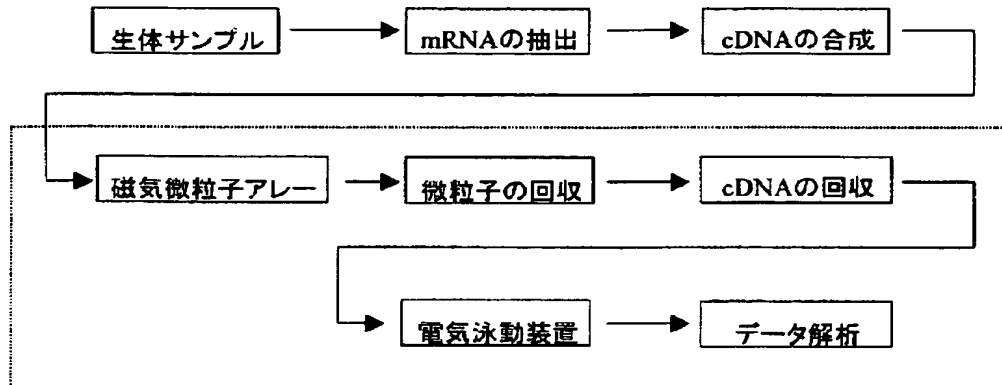 生体サンプル
mRNAの抽出
cDNAの合成
磁気微粒子アレー
微粒子の回収
cDNAの回収
電気泳動装置
データ解析